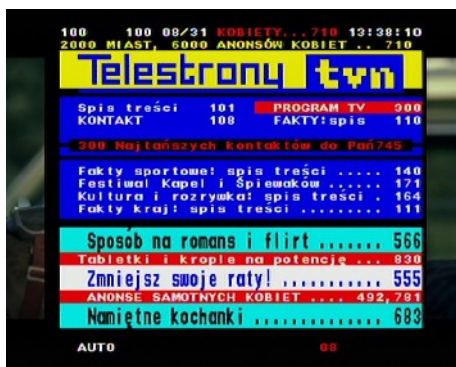 100 100 08/31 KOBIETY...710 13:38:10
2000 MIAST, 6000 ANONSÓW KOBIET .. 710
Telestrony tvn
Spis treści 101 PROGRAM TV 300
KONTAKT 108 FAKTY:spis 110
300 Najtańszych kontaktów do Pań745
Fakty sportowe: spis treści ..... 140
Festiwal Kapel i Śpiewaków ...... 171
Kultura i rozrywka: spis treści . 164
Fakty kraj: spis treści ......... 111
Sposób na romans i flirt ....... 566
Tabletki i krople na potencję ... 830
Zmniejsz swoje raty! ........... 555
ANONSE SAMOTNYCH KOBIET .... 492,781
Namiętne kochanki .............. 683
AUTO 08